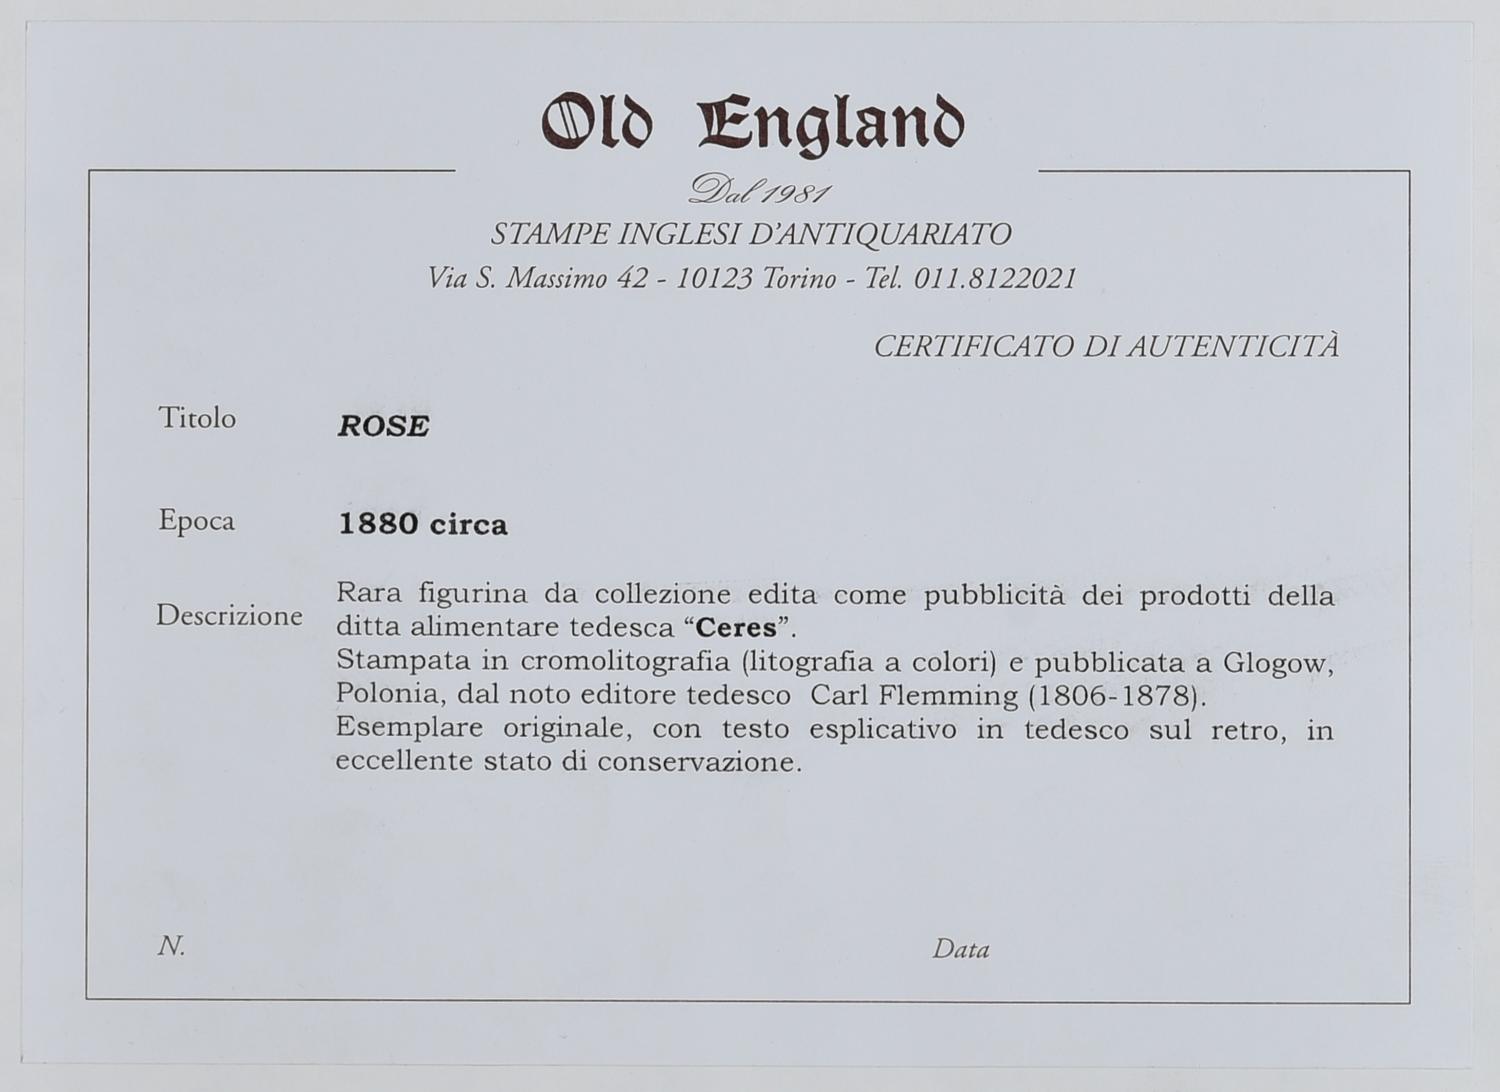 Old England
Dal 1981
STAMPE INGLESI D'ANTIQUARIATO
Via S. Massimo 42 - 10123 Torino - Tel. 011.8122021
CERTIFICATO DI AUTENTICITÀ
Titolo ROSE
Epoca 1880 circa
Descrizione
Rara figurina da collezione edita come pubblicità dei prodotti della
ditta alimentare tedesca “Ceres”.
Stampata in cromolitografia (litografia a colori) e pubblicata a Glogow,
Polonia, dal noto editore tedesco Carl Flemming (1806-1878).
Esemplare originale, con testo esplicativo in tedesco sul retro, in
eccellente stato di conservazione.
N. Data